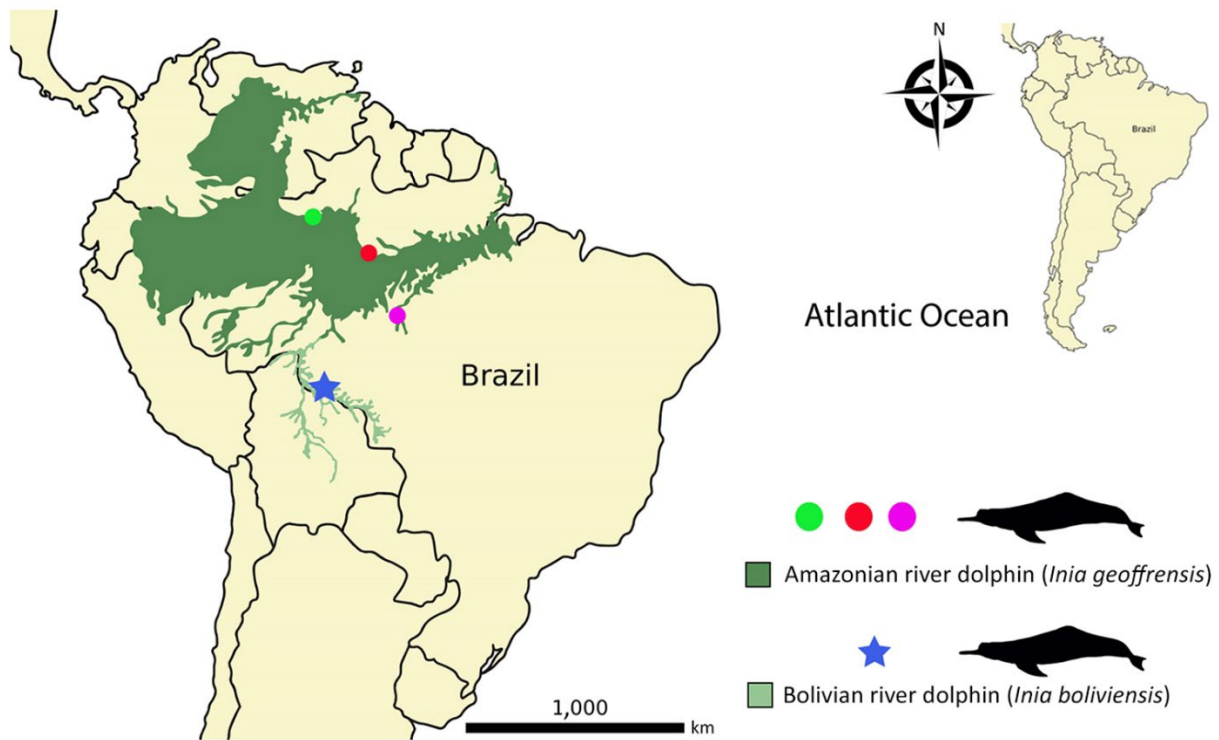 N
Brazil
Atlantic Ocean
Brazil
Amazonian river dolphin (Inia geoffrensis)
Bolivian river dolphin (Inia boliviensis)
1,000
km